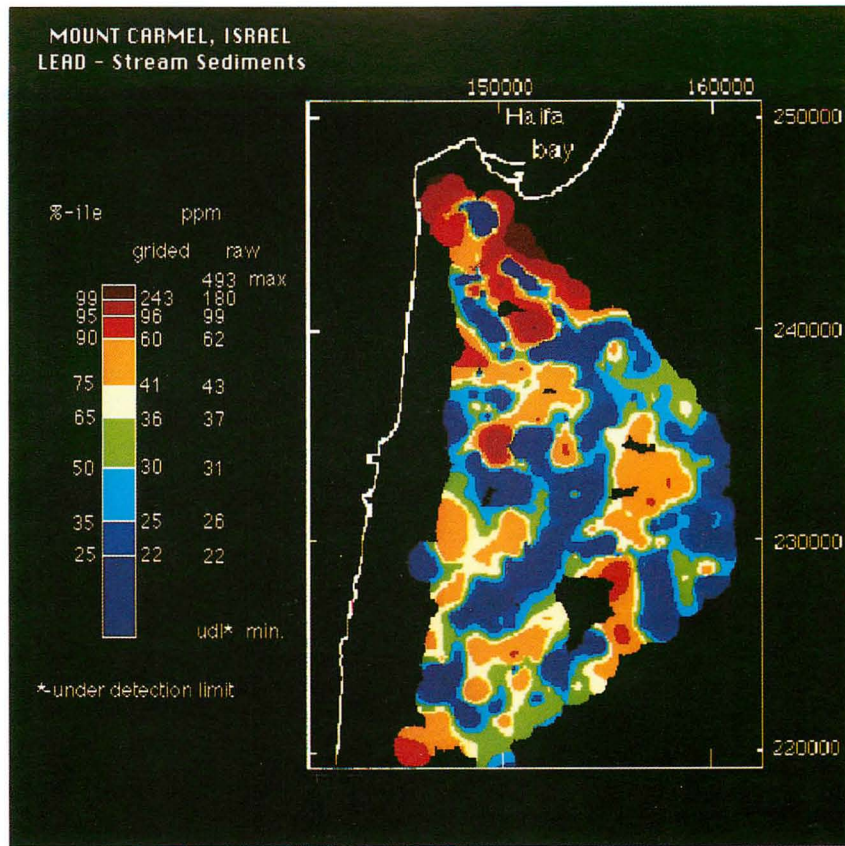 MOUNT CARMEL, ISRAEL
LEAD - Stream Sediments
150000 160000
Haifa
bay
250000
240000
230000
220000
%-ile ppm
grided raw
493 max
99 243 180
95 96 99
90 60 62
75 41 43
65 36 37
50 30 31
35 25 26
25 22 22
udl* min.
*-under detection limit